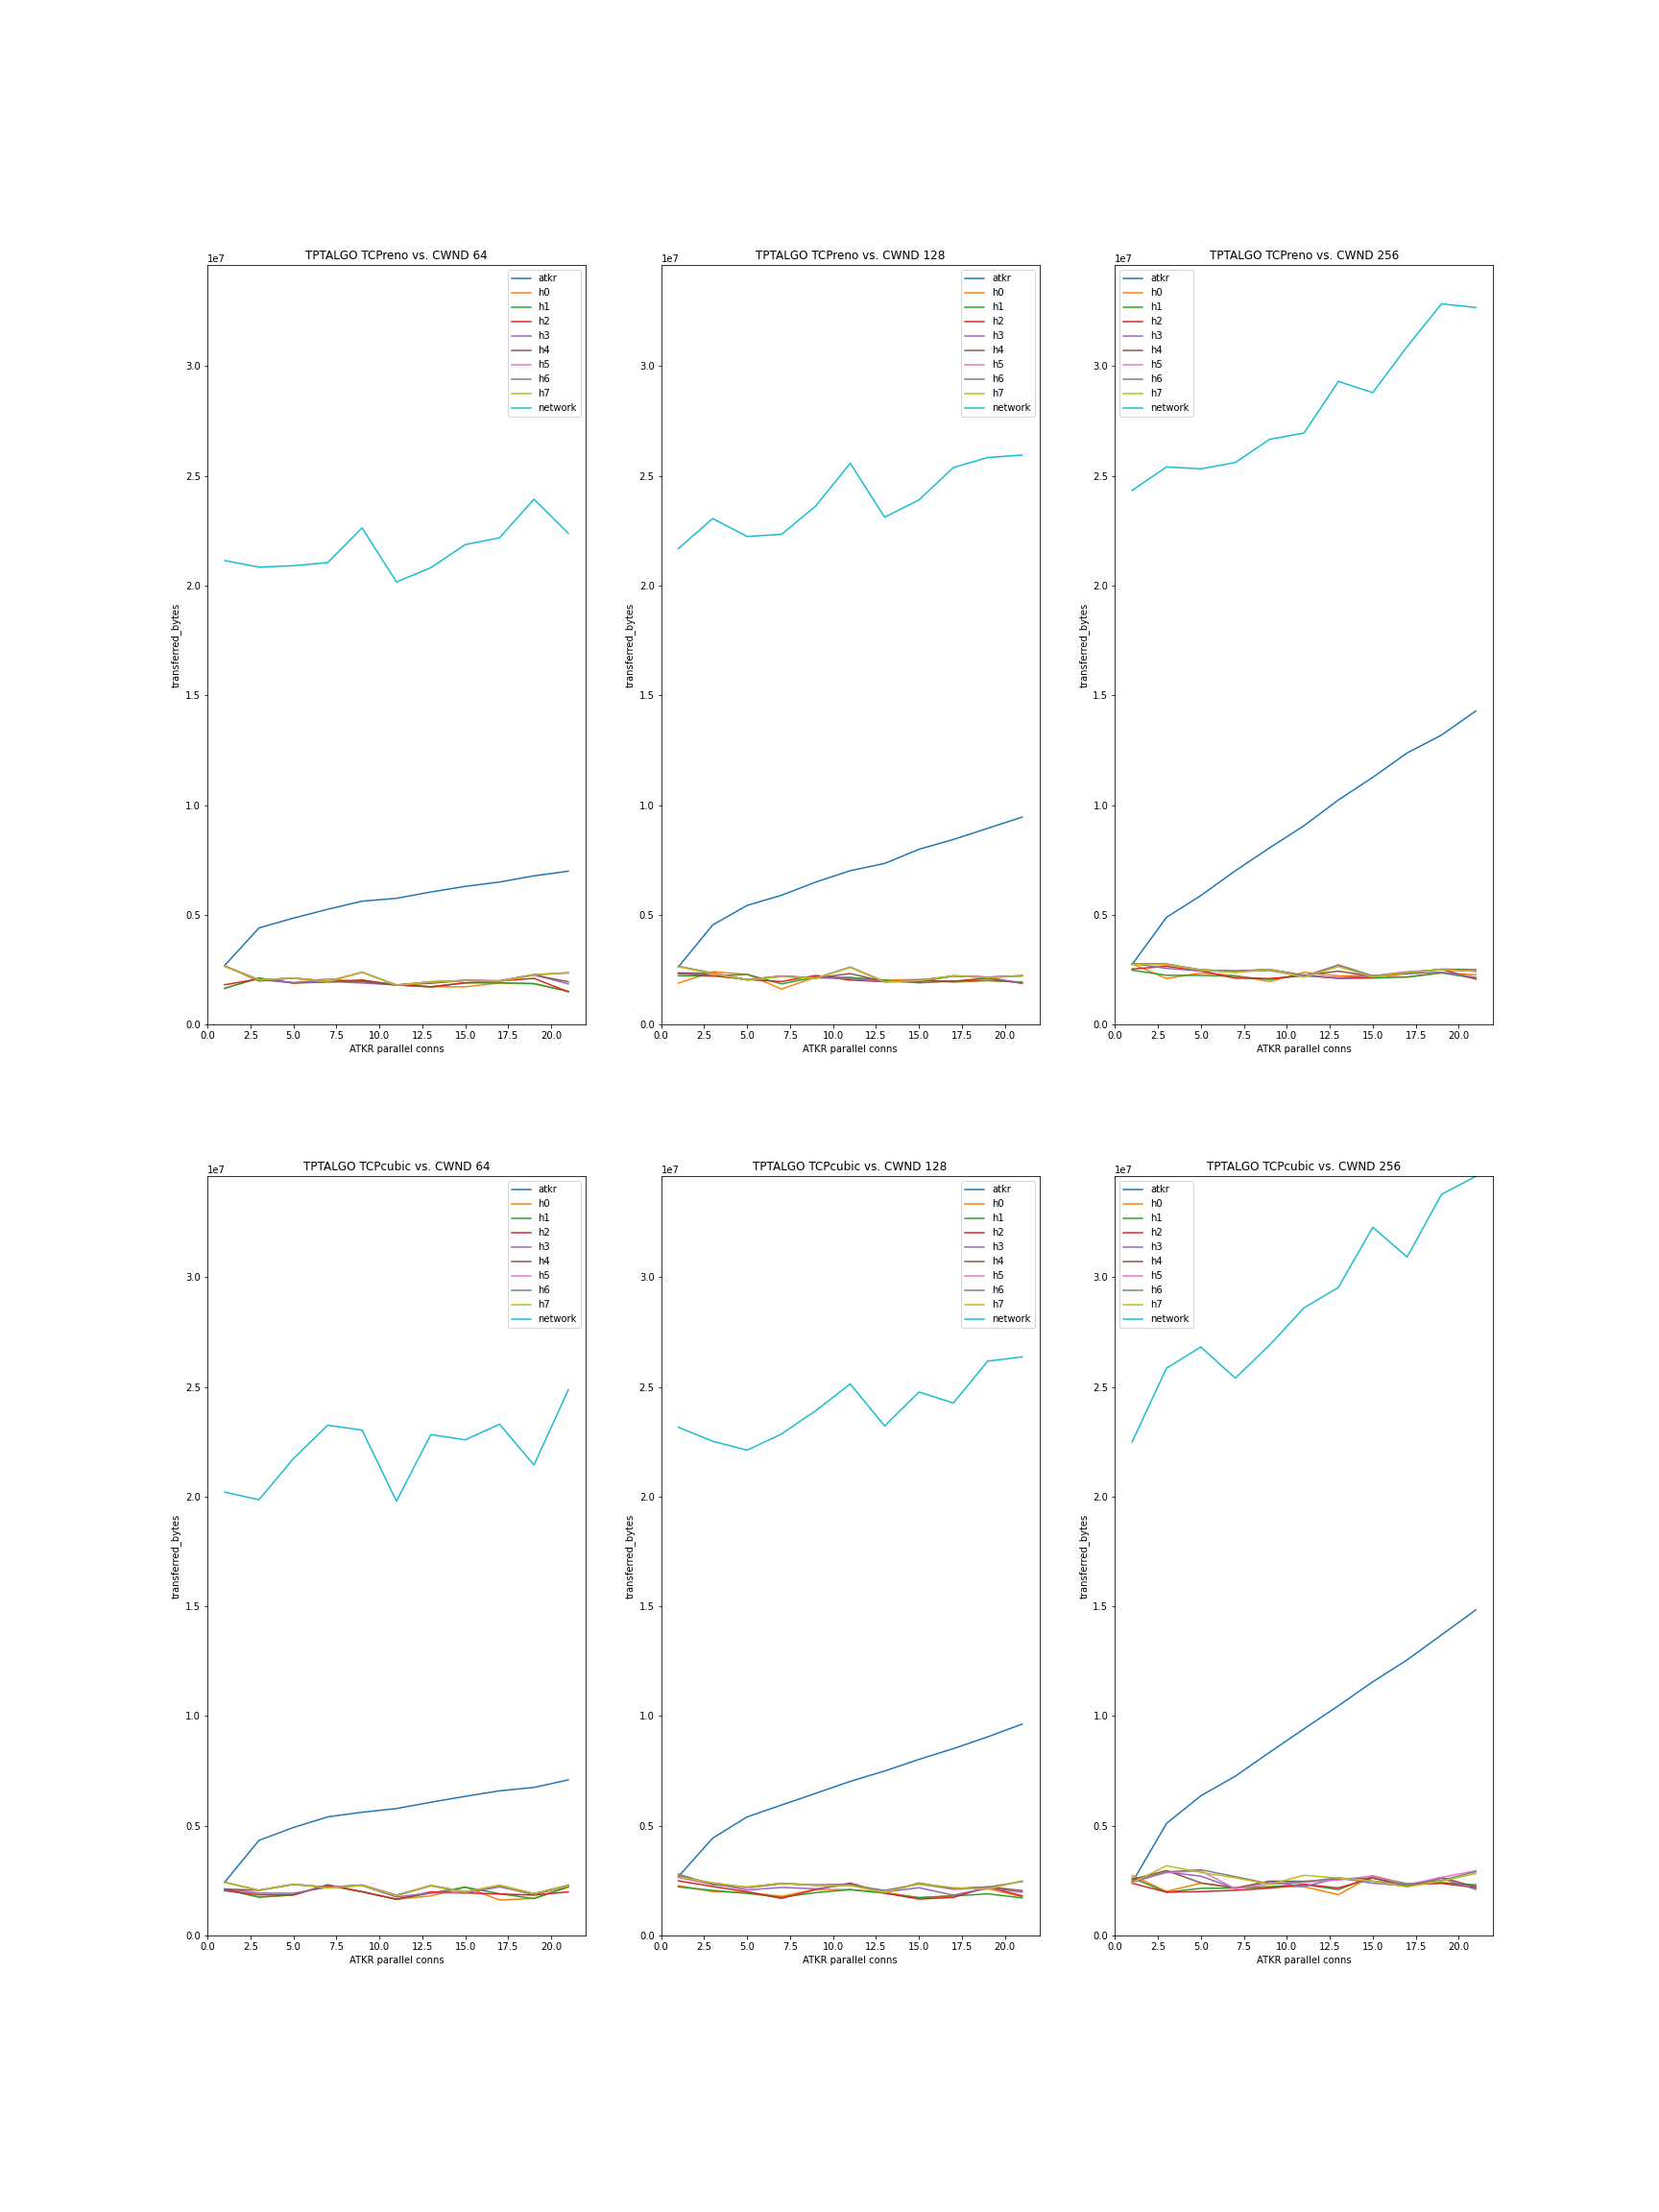 TPTALGO TCPreno vs. CWND 64
1e7
atkr
h0
h1
h2
h3
h4
h5
h6
h7
network
3.0
2.5
2.0
1.5
1.0
0.5
0.0
transferred_bytes
0.0 2.5 5.0 7.5 10.0 12.5 15.0 17.5 20.0
ATKR parallel conns
TPTALGO TCPreno vs. CWND 128
1e7
atkr
h0
h1
h2
h3
h4
h5
h6
h7
network
3.0
2.5
2.0
1.5
1.0
0.5
0.0
transferred_bytes
0.0 2.5 5.0 7.5 10.0 12.5 15.0 17.5 20.0
ATKR parallel conns
TPTALGO TCPreno vs. CWND 256
1e7
atkr
h0
h1
h2
h3
h4
h5
h6
h7
network
3.0
2.5
2.0
1.5
1.0
0.5
0.0
transferred_bytes
0.0 2.5 5.0 7.5 10.0 12.5 15.0 17.5 20.0
ATKR parallel conns
TPTALGO TCPcubic vs. CWND 64
1e7
atkr
h0
h1
h2
h3
h4
h5
h6
h7
network
3.0
2.5
2.0
1.5
1.0
0.5
0.0
transferred_bytes
0.0 2.5 5.0 7.5 10.0 12.5 15.0 17.5 20.0
ATKR parallel conns
TPTALGO TCPcubic vs. CWND 128
1e7
atkr
h0
h1
h2
h3
h4
h5
h6
h7
network
3.0
2.5
2.0
1.5
1.0
0.5
0.0
transferred_bytes
0.0 2.5 5.0 7.5 10.0 12.5 15.0 17.5 20.0
ATKR parallel conns
TPTALGO TCPcubic vs. CWND 256
1e7
atkr
h0
h1
h2
h3
h4
h5
h6
h7
network
3.0
2.5
2.0
1.5
1.0
0.5
0.0
transferred_bytes
0.0 2.5 5.0 7.5 10.0 12.5 15.0 17.5 20.0
ATKR parallel conns